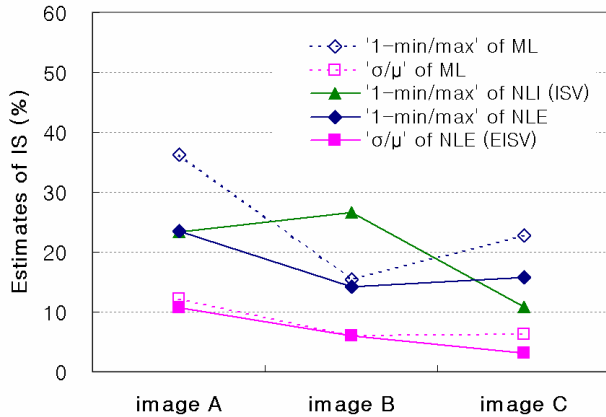 60
50
40
30
20
10
0
Estimates of IS (%)
'1-min/max' of ML
'σ/μ' of ML
'1-min/max' of NLI (ISV)
'1-min/max' of NLE
'σ/μ' of NLE (EISV)
image A
image B
image C